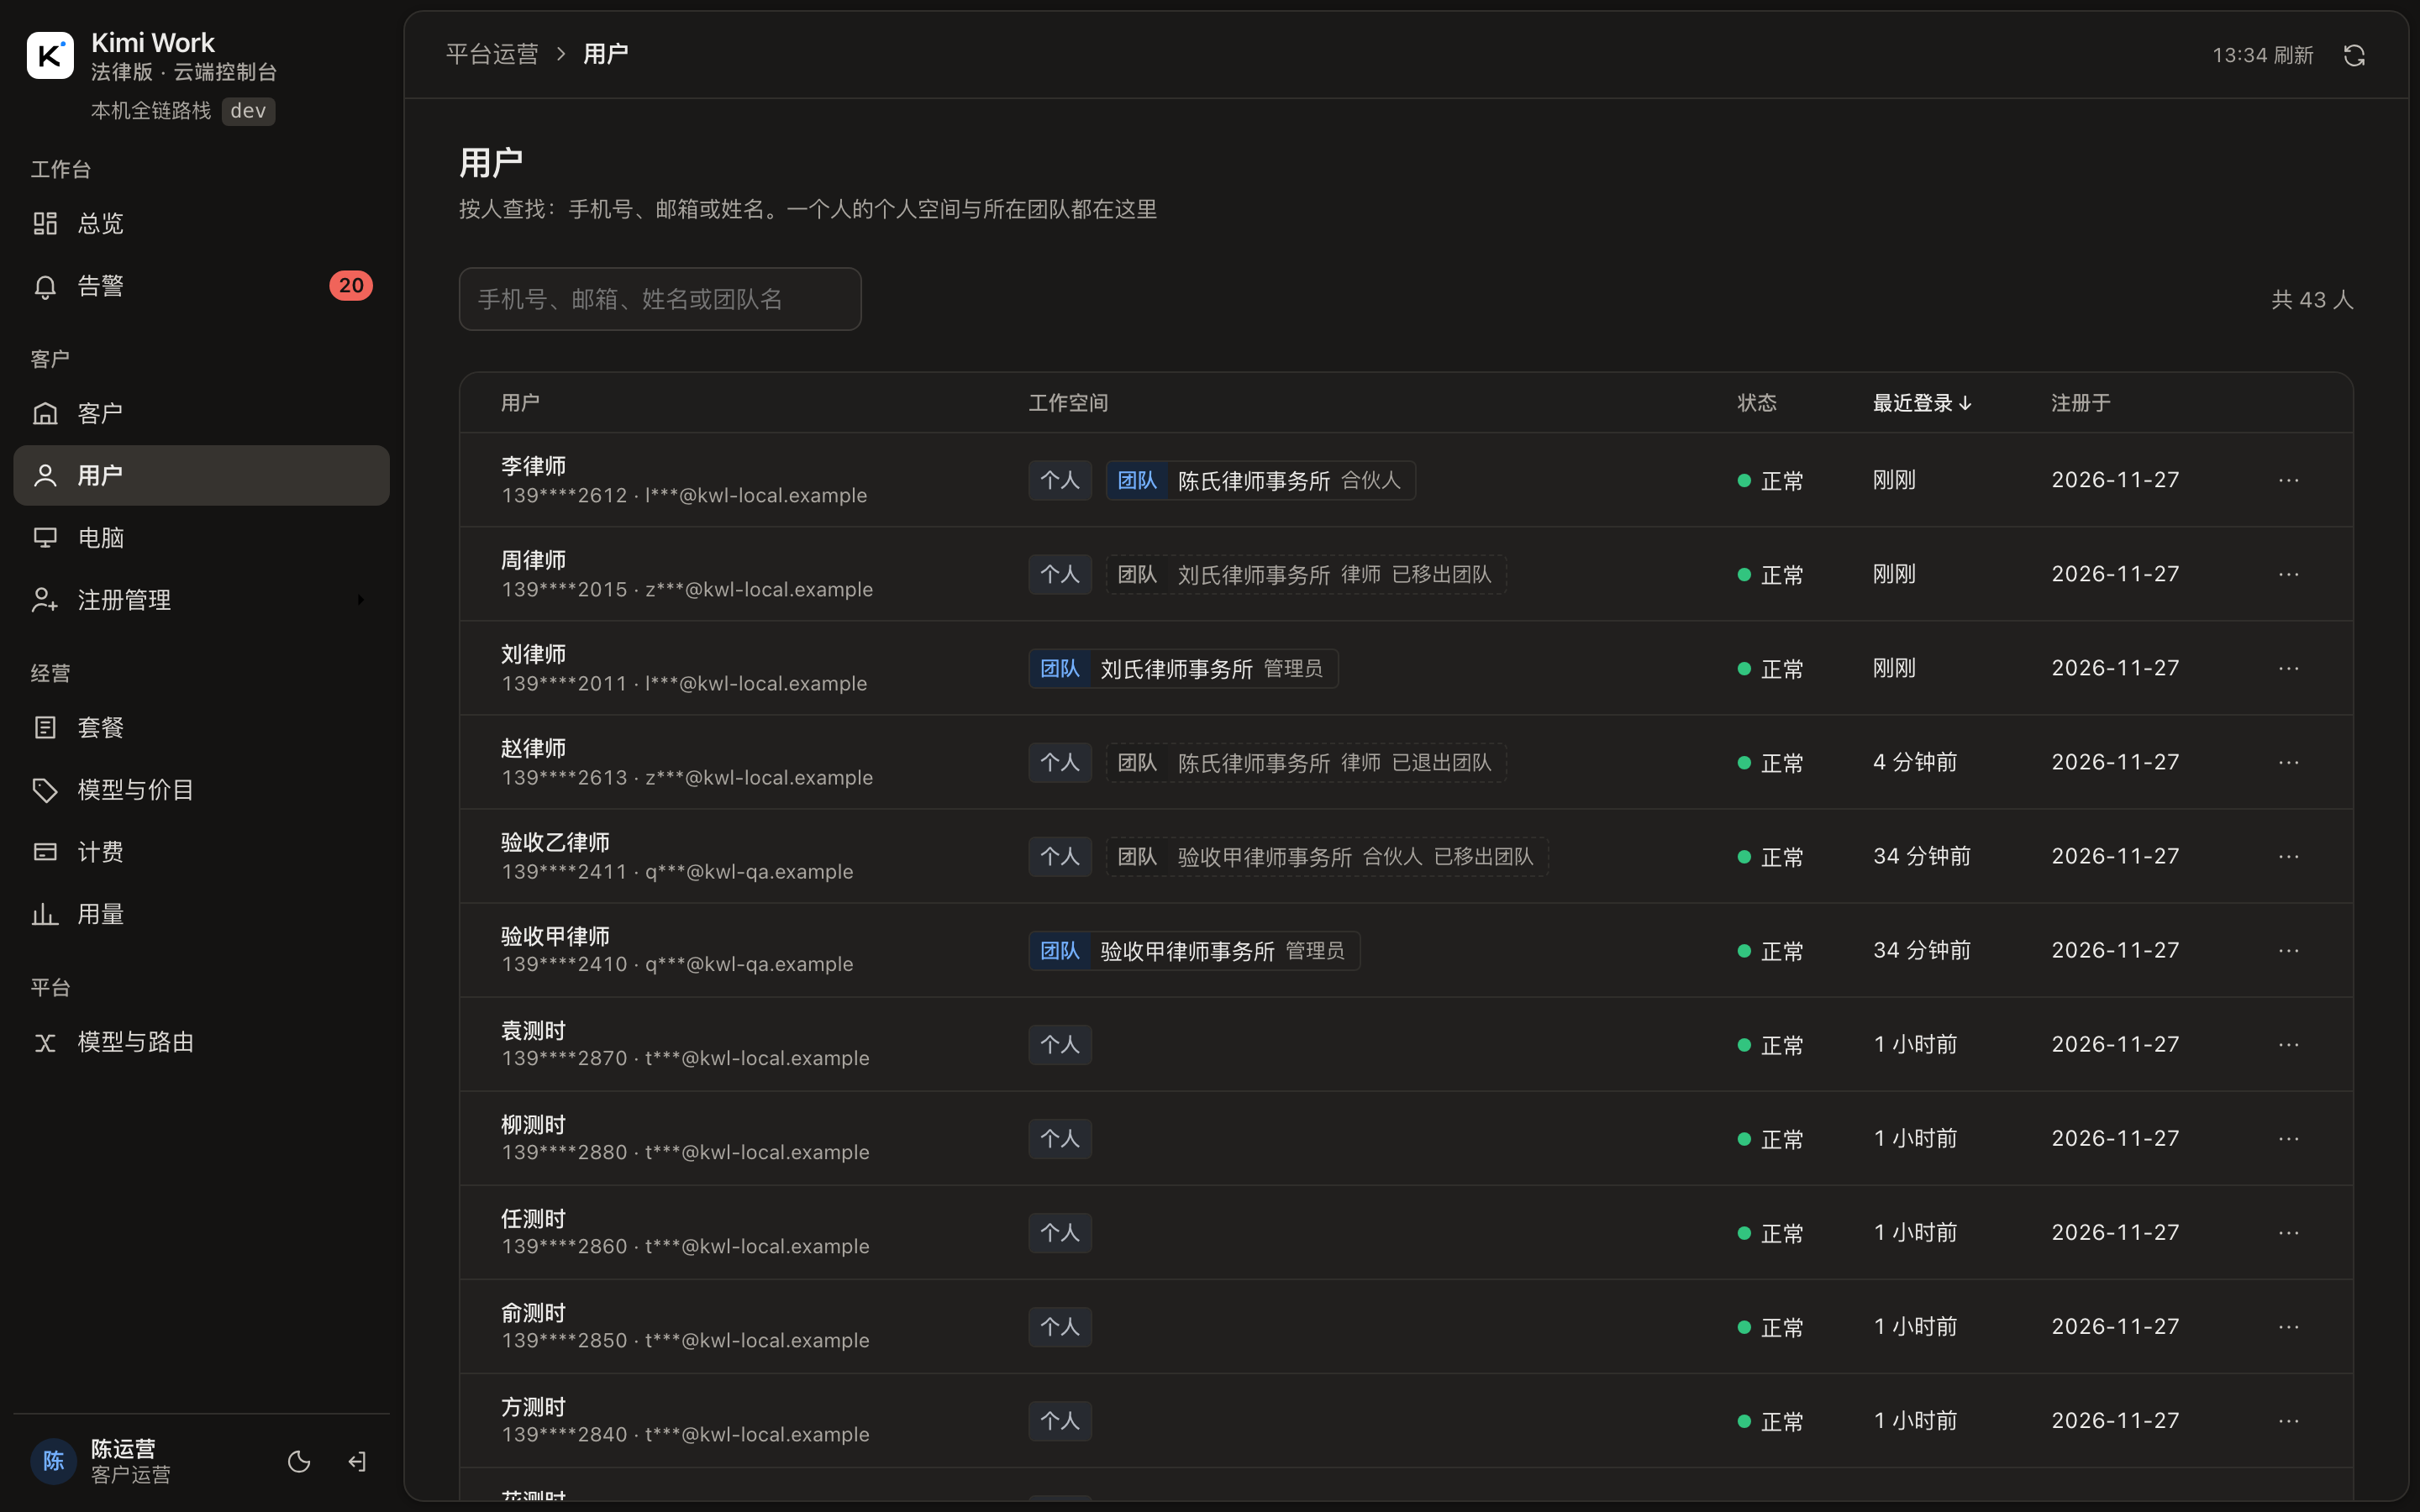 Kimi Work
法律版 · 云端控制台
本机全链路栈 dev
工作台
总览
告警 20
客户
客户
用户
电脑
注册管理
经营
套餐
模型与价目
计费
用量
平台
模型与路由
陈 陈运营
客户运营
平台运营 > 用户
13:34 刷新
用户
按人查找：手机号、邮箱或姓名。一个人的个人空间与所在团队都在这里
手机号、邮箱、姓名或团队名
共 43 人
用户 工作空间 状态 最近登录↓ 注册于
李律师
139****2612 · l***@kwl-local.example
个人 团队 陈氏律师事务所 合伙人 正常 刚刚 2026-11-27 ···
周律师
139****2015 · z***@kwl-local.example
个人 团队 刘氏律师事务所 律师 已移出团队 正常 刚刚 2026-11-27 ···
刘律师
139****2011 · l***@kwl-local.example
团队 刘氏律师事务所 管理员 正常 刚刚 2026-11-27 ···
赵律师
139****2613 · z***@kwl-local.example
个人 团队 陈氏律师事务所 律师 已退出团队 正常 4 分钟前 2026-11-27 ···
验收乙律师
139****2411 · q***@kwl-qa.example
个人 团队 验收甲律师事务所 合伙人 已移出团队 正常 34 分钟前 2026-11-27 ···
验收甲律师
139****2410 · q***@kwl-qa.example
团队 验收甲律师事务所 管理员 正常 34 分钟前 2026-11-27 ···
袁测时
139****2870 · t***@kwl-local.example
个人 正常 1 小时前 2026-11-27 ···
柳测时
139****2880 · t***@kwl-local.example
个人 正常 1 小时前 2026-11-27 ···
任测时
139****2860 · t***@kwl-local.example
个人 正常 1 小时前 2026-11-27 ···
俞测时
139****2850 · t***@kwl-local.example
个人 正常 1 小时前 2026-11-27 ···
方测时
139****2840 · t***@kwl-local.example
个人 正常 1 小时前 2026-11-27 ···